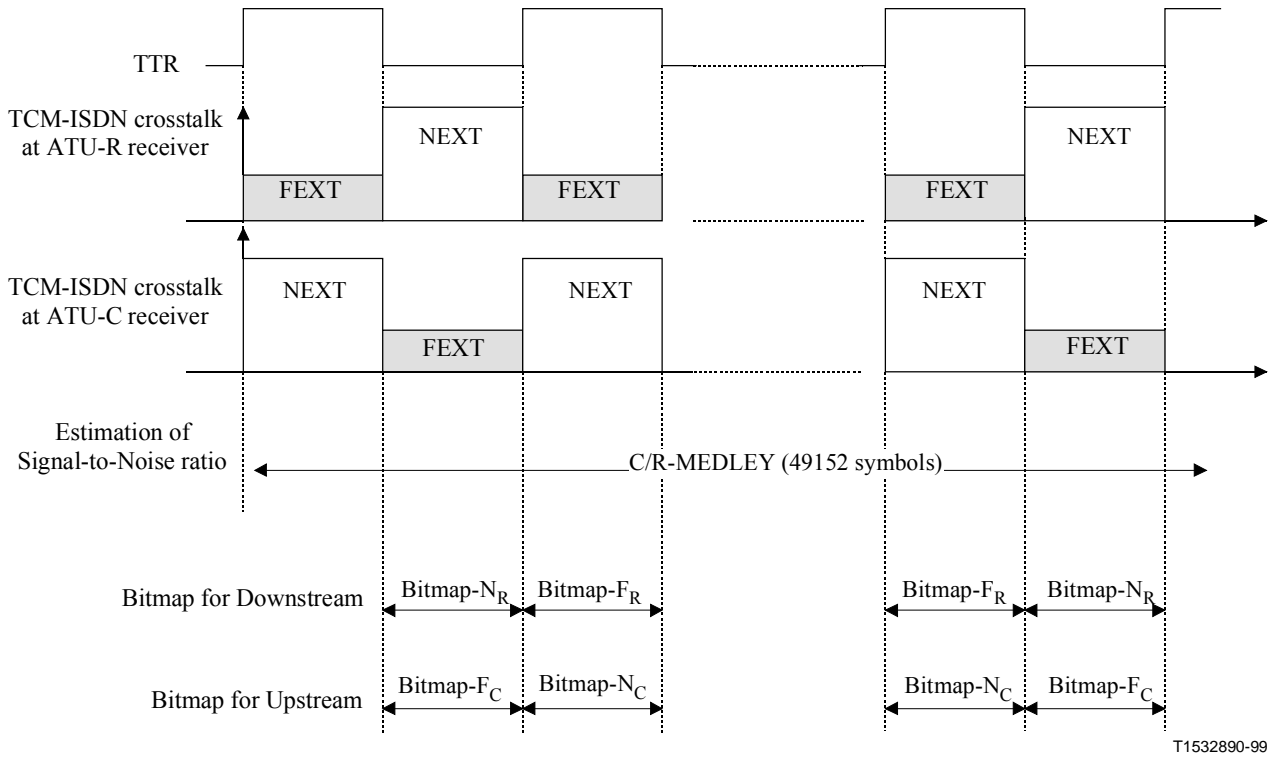 TTR
TCM-ISDN crosstalk
at ATU-R receiver
NEXT
NEXT
FEXT
FEXT
FEXT
TCM-ISDN crosstalk
at ATU-C receiver
NEXT
NEXT
NEXT
FEXT
FEXT
Estimation of
Signal-to-Noise ratio
C/R-MEDLEY (49152 symbols)
Bitmap for Downstream
Bitmap-N_R
Bitmap-F_R
Bitmap-F_R
Bitmap-N_R
Bitmap for Upstream
Bitmap-F_C
Bitmap-N_C
Bitmap-N_C
Bitmap-F_C
T1532890-99